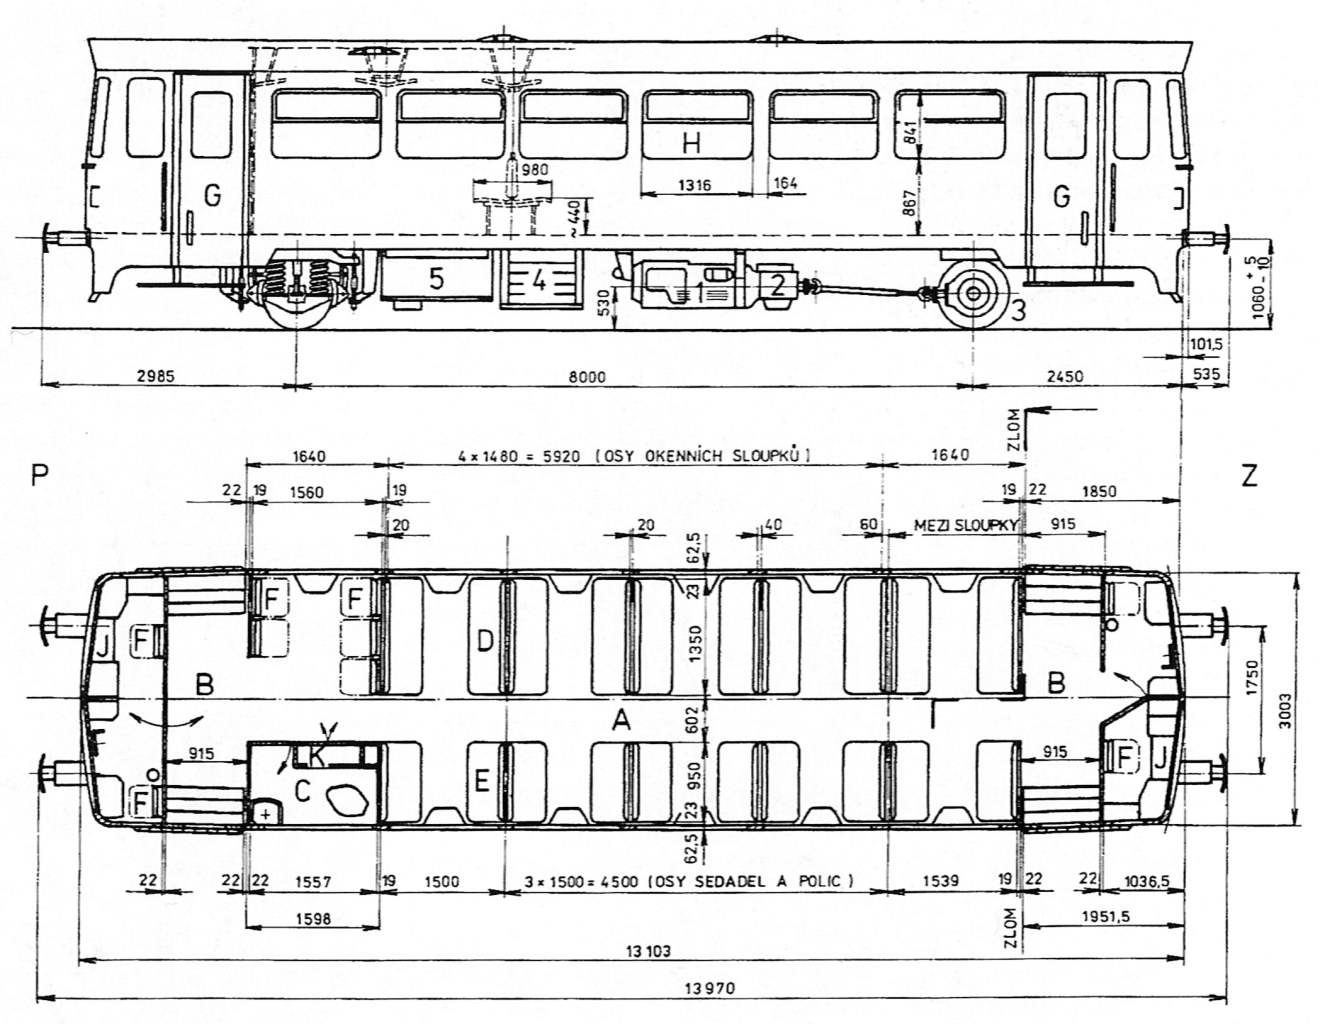 H
841
980
1316
164
G
G
867
440
5
4
1
2
3
530
1060 + 5 - 10
101,5
2985
8000
2450
535
ZLOM
P
1640
4×1480 = 5920 (OSY OKENNÍCH SLOUPKŮ)
1640
Z
22
19
1560
19
19
22
1850
20
62,5
20
40
60
MEZI SLOUPKY
915
F
F
23
J
F
D
1350
1750
B
B
A
602
3003
915
K
915
F
J
C
E
950
F
+
23
62,5
22
22
22
1557
19
1500
3×1500=4500 (OSY SEDADEL A POLIC)
1539
19
22
22
1036,5
1598
ZLOM
1951,5
13103
13970